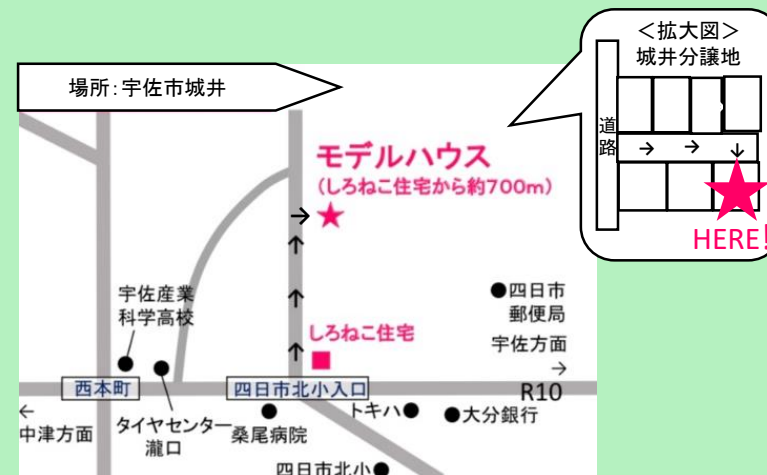 ＜拡大図＞
城井分譲地
道路
→ → ↓
HERE!
場所：宇佐市城井
モデルハウス
(しろねこ住宅から約700m)
→★
↑
↑
↑
宇佐産業
科学高校
●四日市
郵便局
しろねこ住宅
宇佐方面
→
西本町
四日市北小入口
R10
←
中津方面
タイヤセンター
瀧口
桑尾病院
トキハ●
●大分銀行
四日市北小●